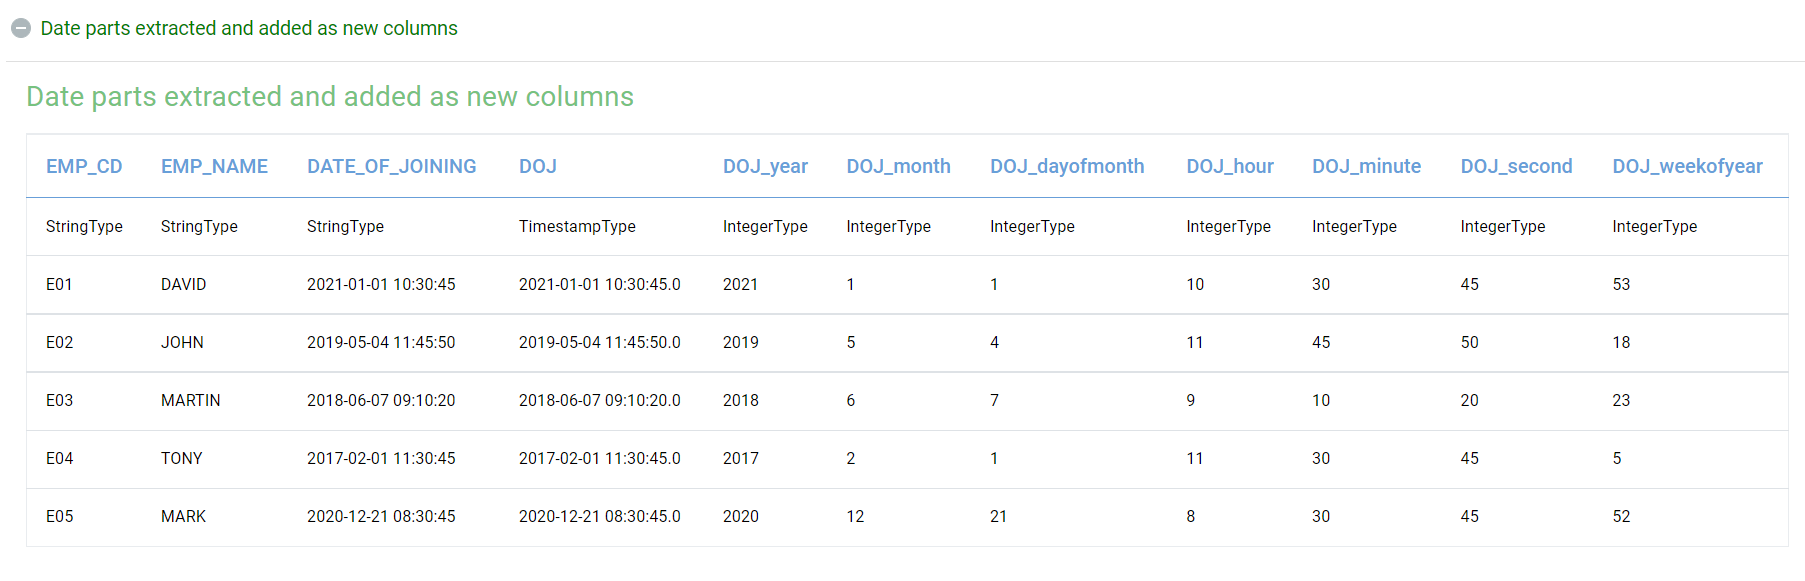 Date parts extracted and added as new columns
Date parts extracted and added as new columns
EMP_CD EMP_NAME DATE_OF_JOINING DOJ DOJ_year DOJ_month DOJ_dayofmonth DOJ_hour DOJ_minute DOJ_second DOJ_weekofyear
StringType StringType StringType TimestampType IntegerType IntegerType IntegerType IntegerType IntegerType IntegerType IntegerType
E01 DAVID 2021-01-01 10:30:45 2021-01-01 10:30:45.0 2021 1 1 10 30 45 53
E02 JOHN 2019-05-04 11:45:50 2019-05-04 11:45:50.0 2019 5 4 11 45 50 18
E03 MARTIN 2018-06-07 09:10:20 2018-06-07 09:10:20.0 2018 6 7 9 10 20 23
E04 TONY 2017-02-01 11:30:45 2017-02-01 11:30:45.0 2017 2 1 11 30 45 5
E05 MARK 2020-12-21 08:30:45 2020-12-21 08:30:45.0 2020 12 21 8 30 45 52